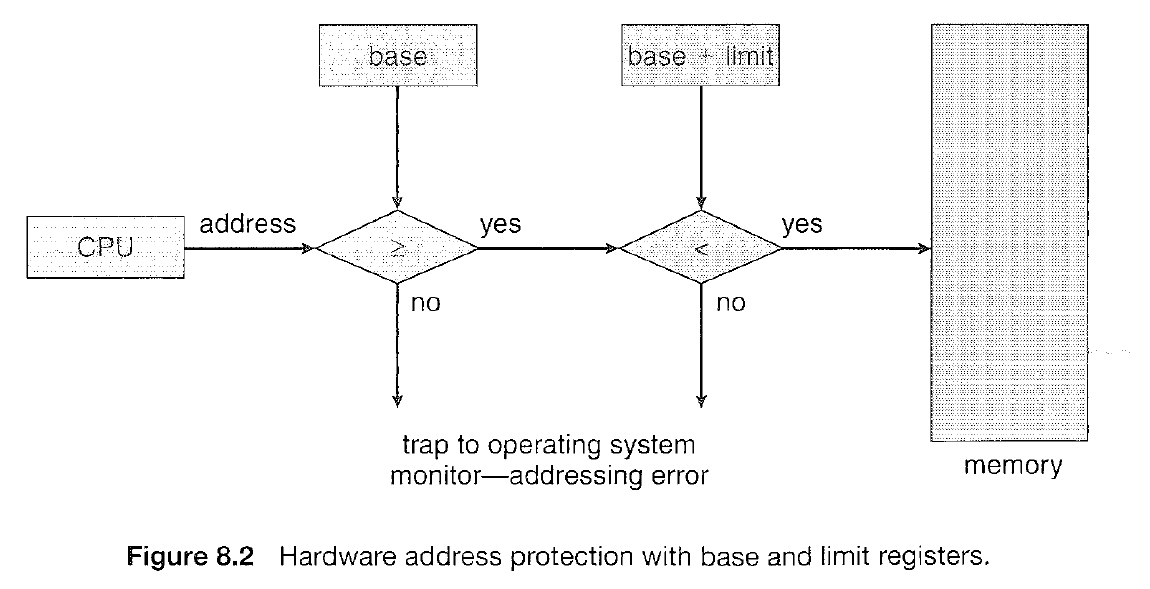 base
base + limit
address
yes
yes
CPU
≥
<
no
no
trap to operating system
monitor—addressing error
memory
Figure 8.2 Hardware address protection with base and limit registers.